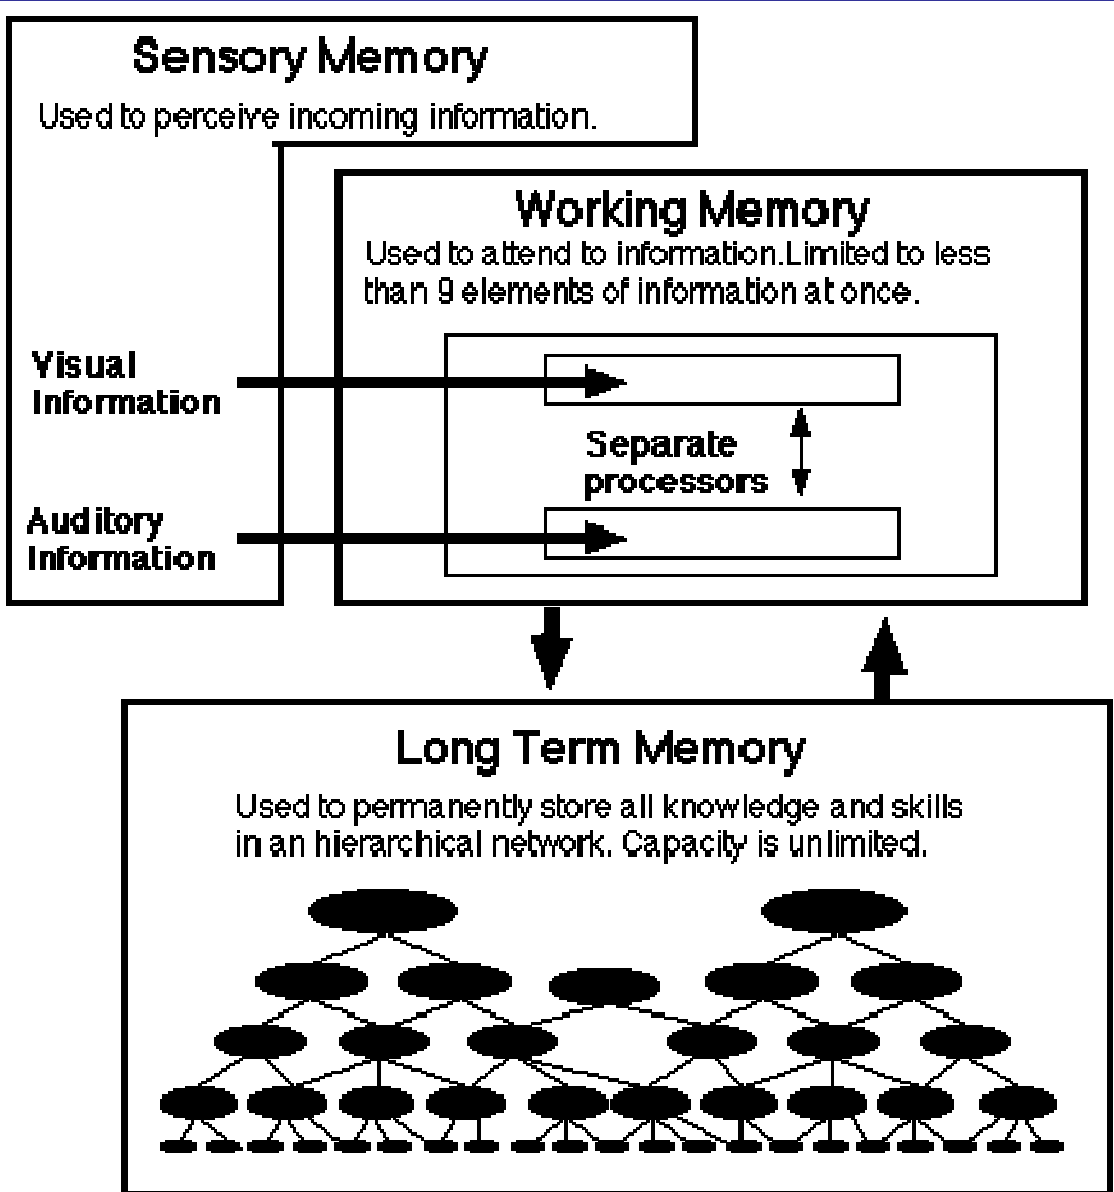 Sensory Memory
Used to perceive incoming information.
Working Memory
Used to attend to information.Limited to less
than 9 elements of information at once.
Visual
Information
Separate
processors
Auditory
Information
Long Term Memory
Used to permanently store all knowledge and skills
in an hierarchical network. Capacity is unlimited.